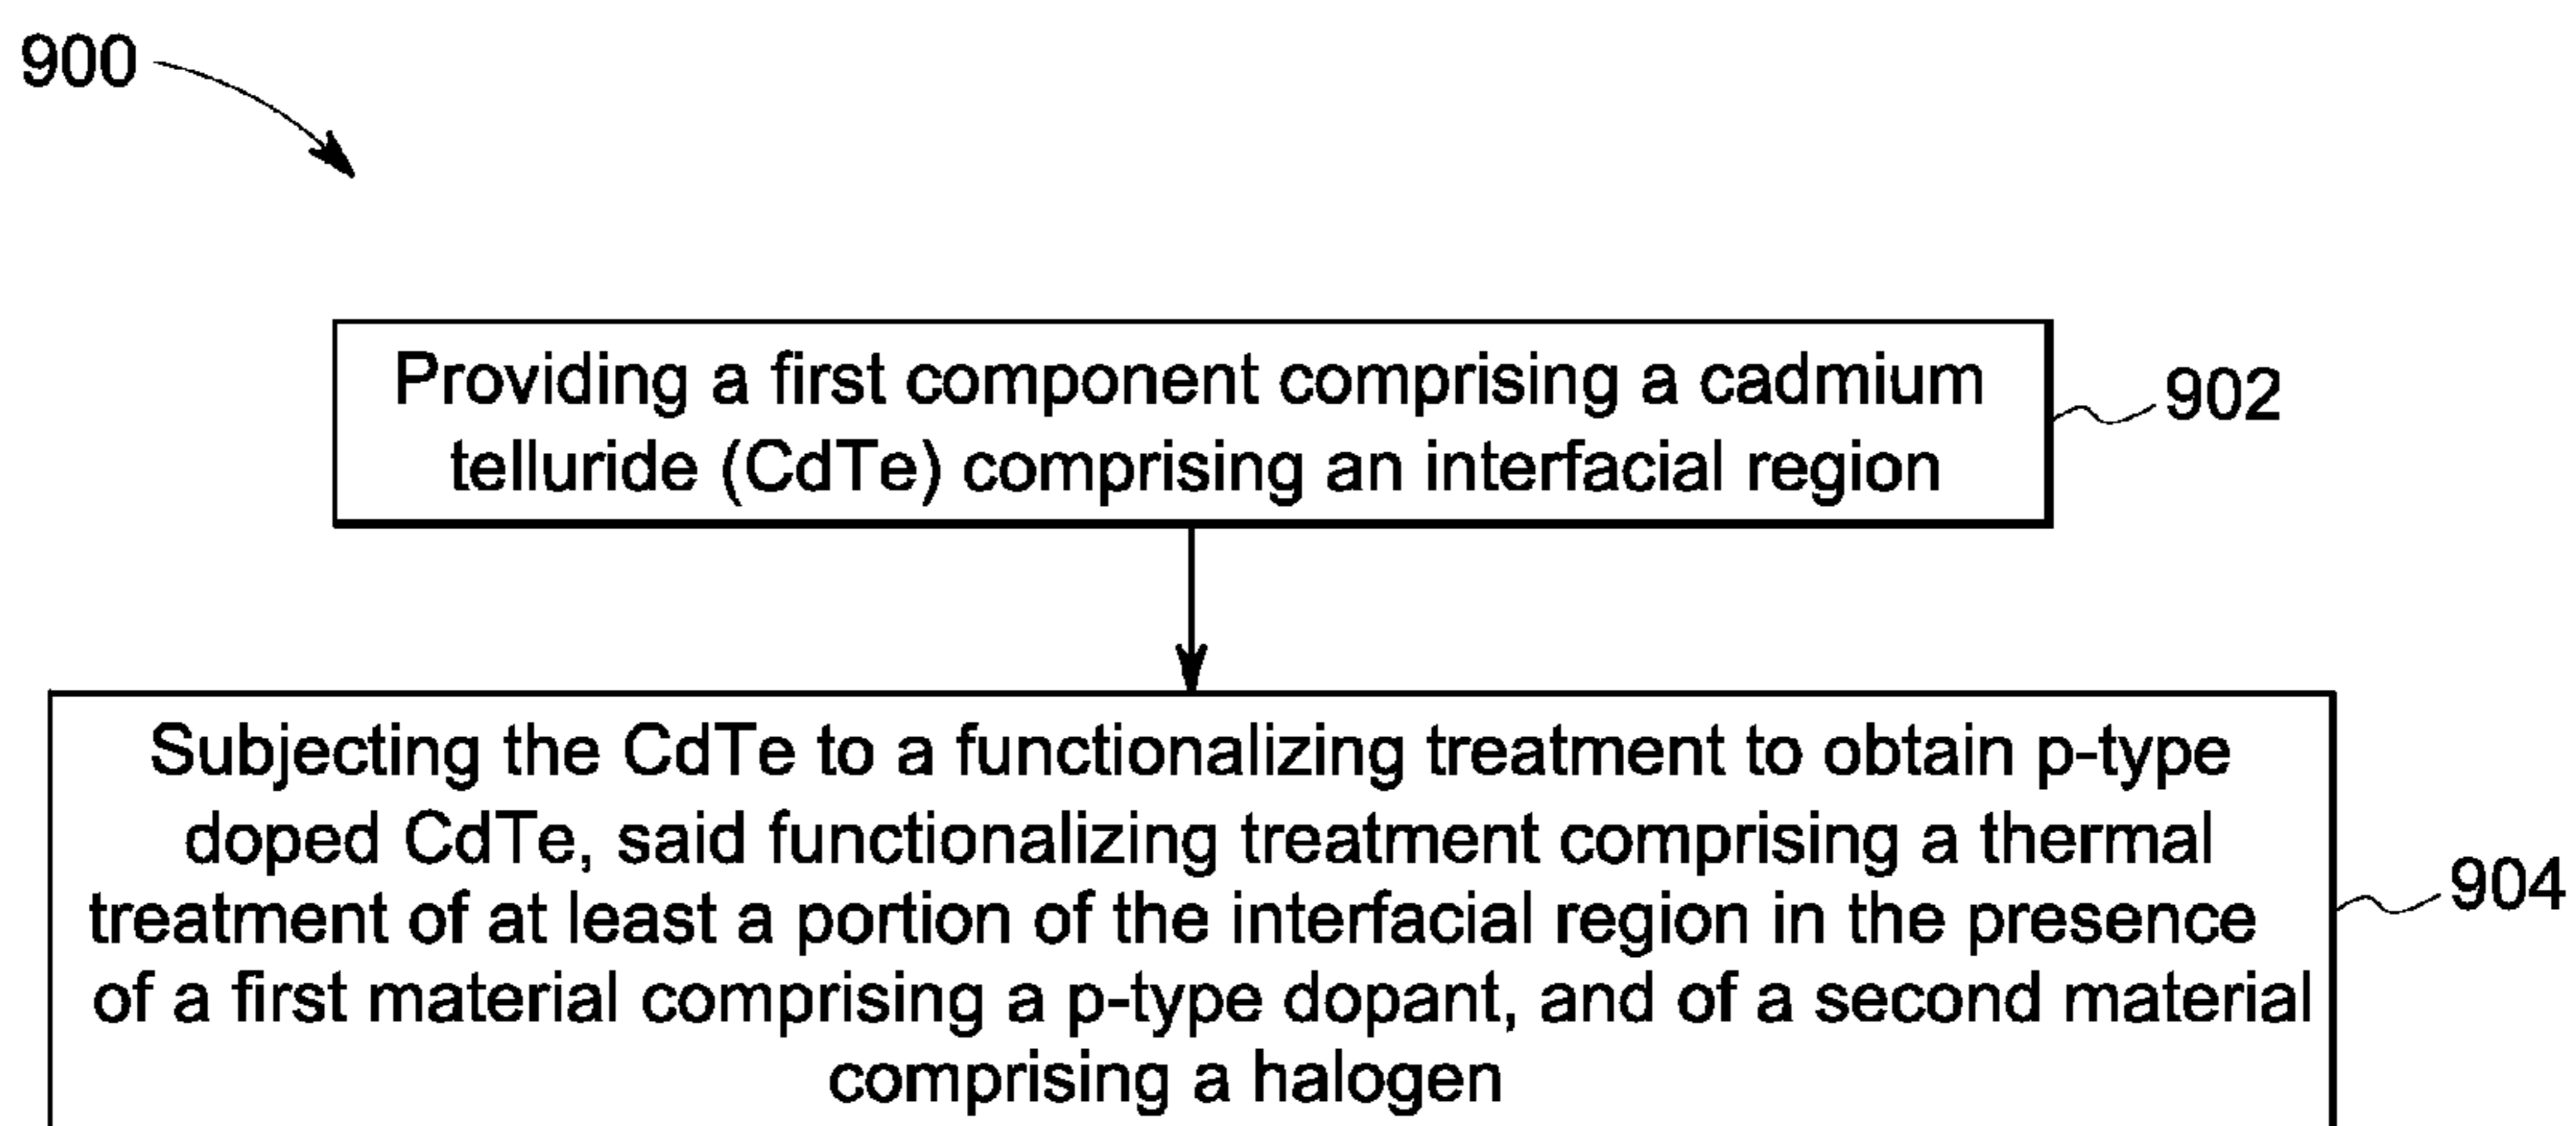 900
Providing a first component comprising a cadmium
telluride (CdTe) comprising an interfacial region
902
Subjecting the CdTe to a functionalizing treatment to obtain p-type
doped CdTe, said functionalizing treatment comprising a thermal
treatment of at least a portion of the interfacial region in the presence
of a first material comprising a p-type dopant, and of a second material
comprising a halogen
904